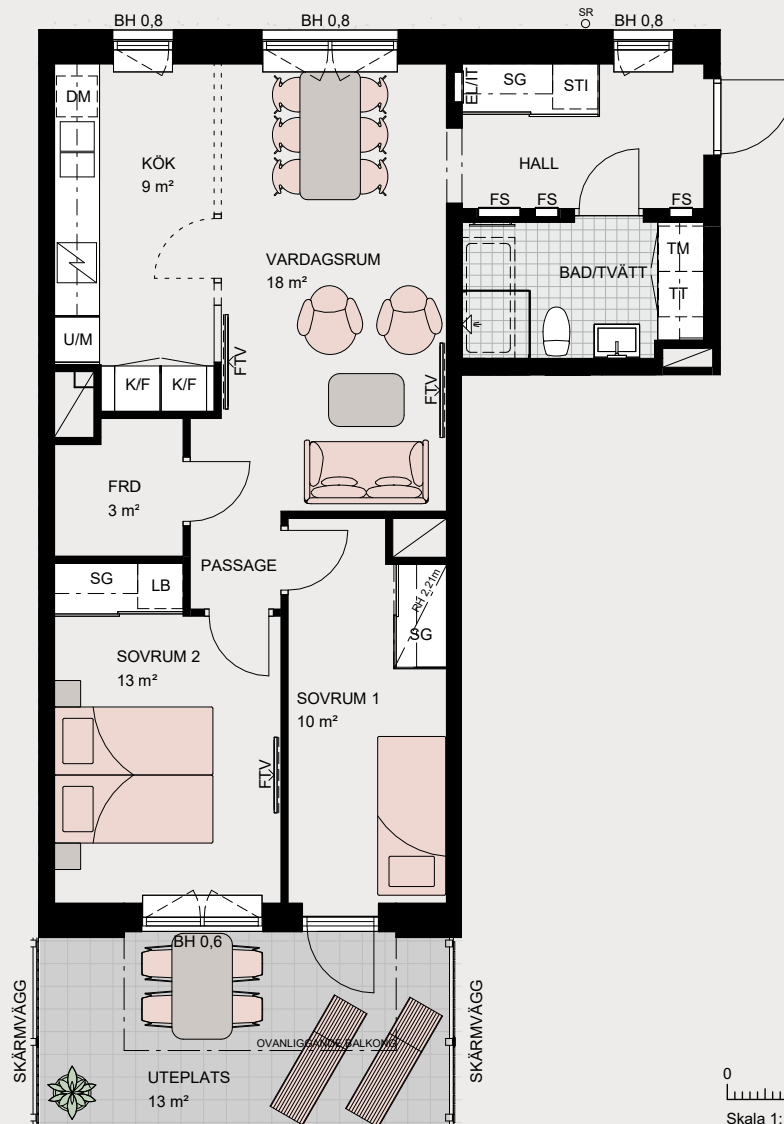 BH 0,8
BH 0,8
SR
BH 0,8
DM
EL/IT
SG
STI
KÖK
9 m²
HALL
FS
FS
FS
VARDAGSRUM
18 m²
BAD/TVÄTT
TM
TT
U/M
FTV
K/F
K/F
FTV
FRD
3 m²
PASSAGE
SG
LB
RH 2,21m
SG
SOVRUM 2
13 m²
SOVRUM 1
10 m²
FTV
BH 0,6
SKÄRMVÄGG
SKÄRMVÄGG
OVANLIGGANDE BALKONG
UTEPLATS
13 m²
0
Skala 1: